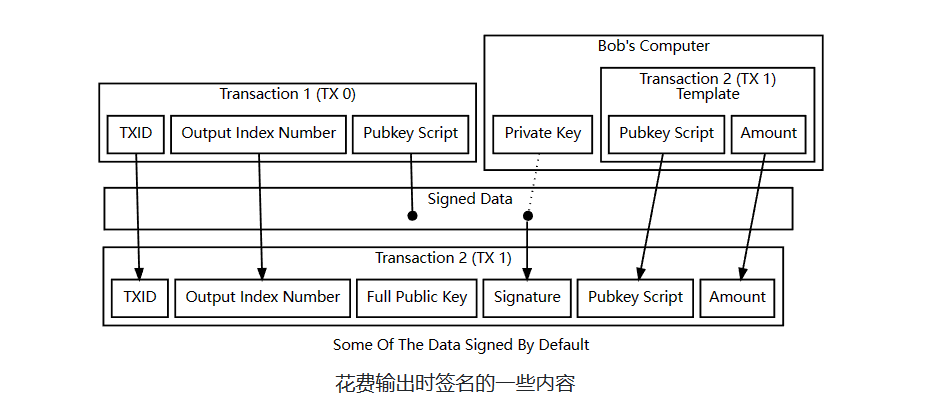 Bob's Computer
Transaction 1 (TX 0)
Transaction 2 (TX 1)
Template
TXID
Output Index Number
Pubkey Script
Private Key
Pubkey Script
Amount
Signed Data
Transaction 2 (TX 1)
TXID
Output Index Number
Full Public Key
Signature
Pubkey Script
Amount
Some Of The Data Signed By Default
花费输出时签名的一些内容